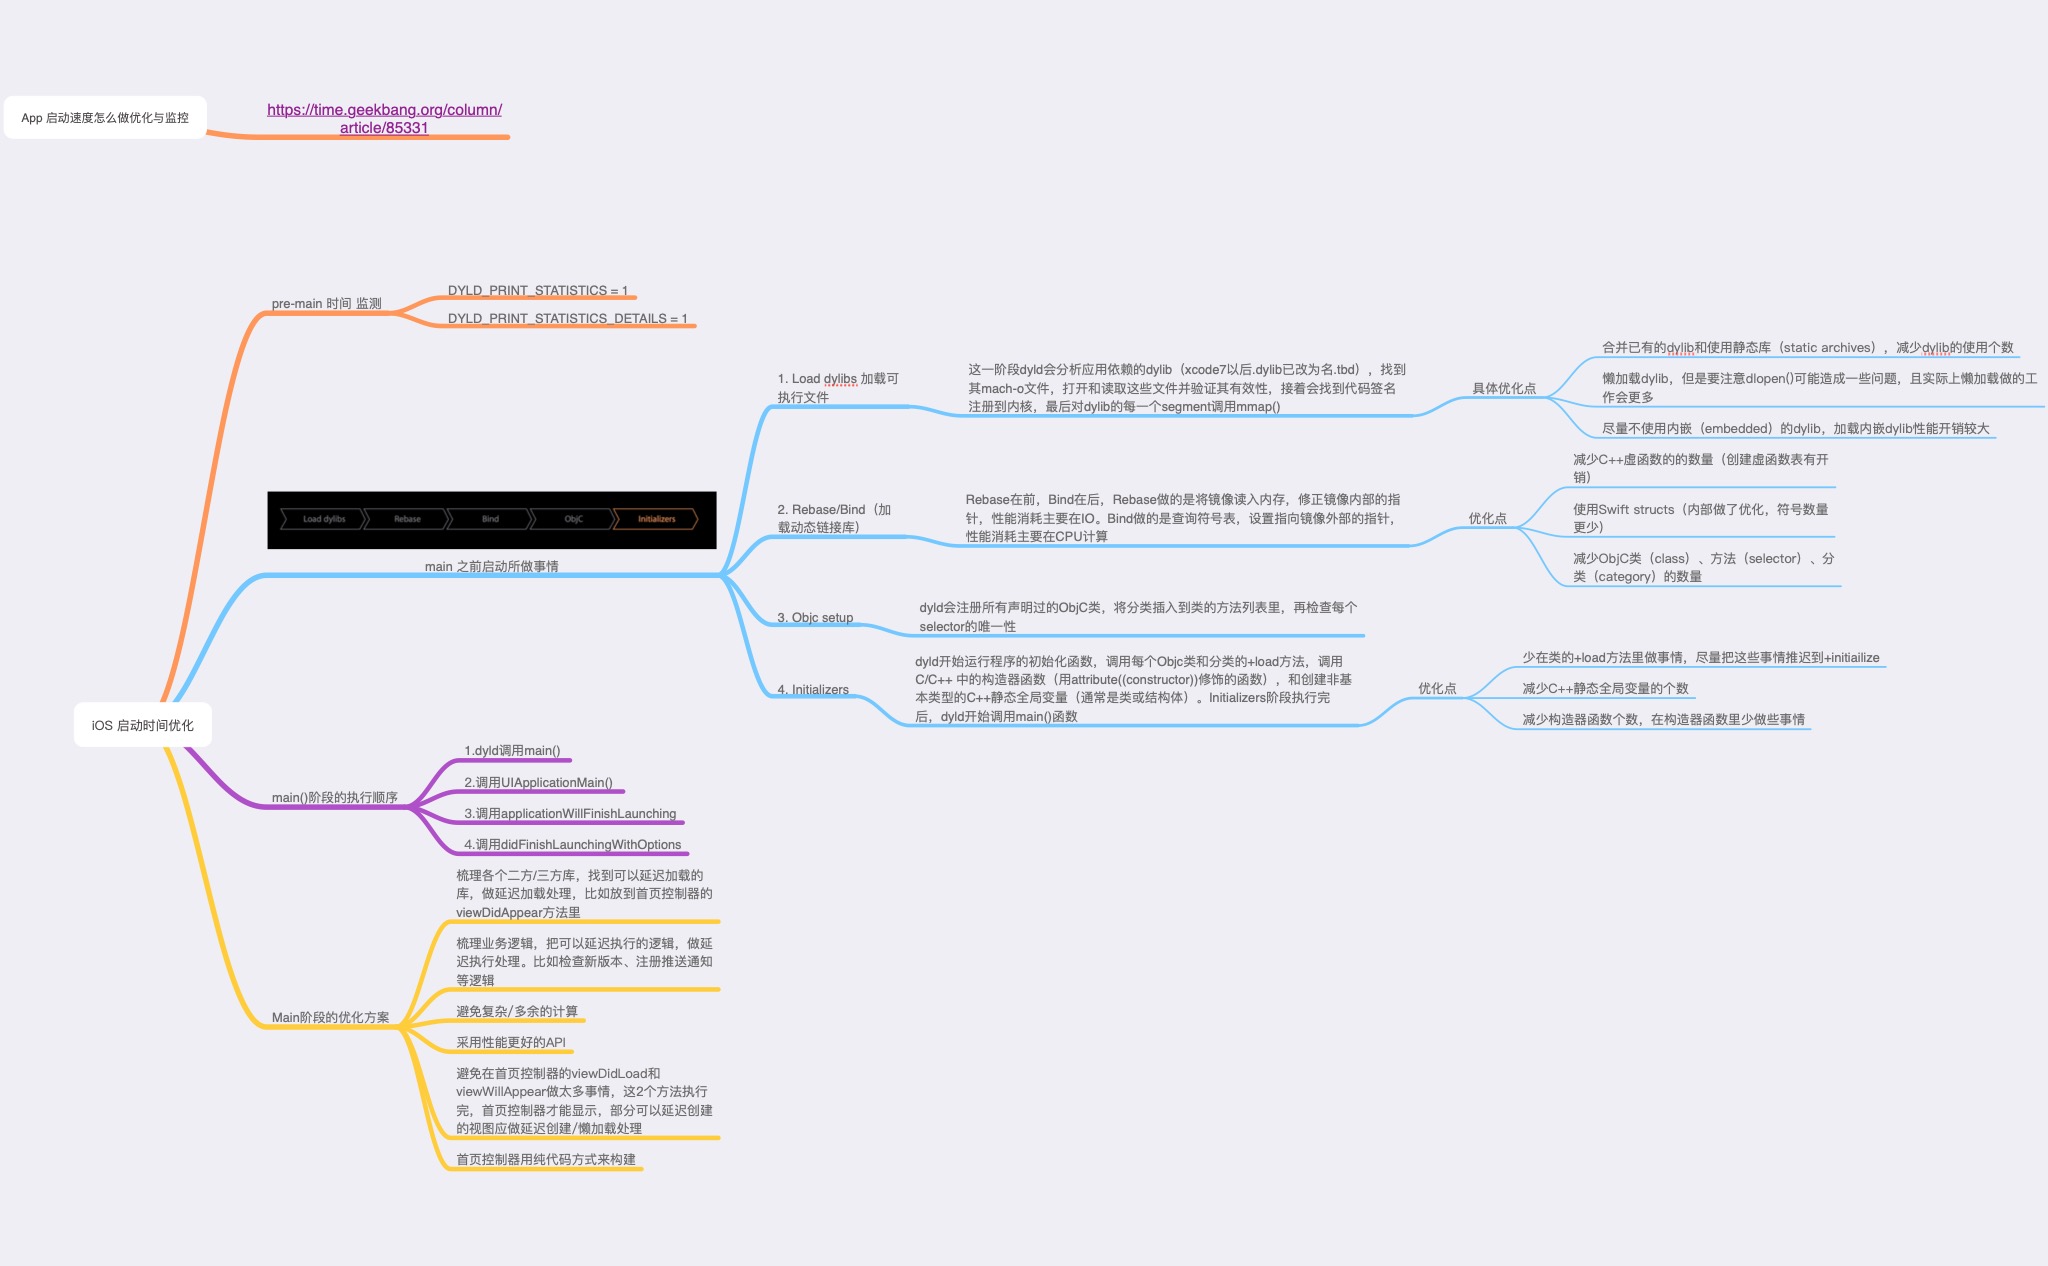 App 启动速度怎么做优化与监控
https://time.geekbang.org/column/
article/85331
pre-main 时间 监测
DYLD_PRINT_STATISTICS = 1
DYLD_PRINT_STATISTICS_DETAILS = 1
Load dylibs
Rebase
Bind
ObjC
Initializers
main 之前启动所做事情
1. Load dylibs 加载可
执行文件
这一阶段dyld会分析应用依赖的dylib（xcode7以后.dylib已改为名.tbd），找到
其mach-o文件，打开和读取这些文件并验证其有效性，接着会找到代码签名
注册到内核，最后对dylib的每一个segment调用mmap()
具体优化点
合并已有的dylib和使用静态库（static archives），减少dylib的使用个数
懒加载dylib，但是要注意dlopen()可能造成一些问题，且实际上懒加载做的工
作会更多
尽量不使用内嵌（embedded）的dylib，加载内嵌dylib性能开销较大
2. Rebase/Bind（加
载动态链接库）
Rebase在前，Bind在后，Rebase做的是将镜像读入内存，修正镜像内部的指
针，性能消耗主要在IO。Bind做的是查询符号表，设置指向镜像外部的指针，
性能消耗主要在CPU计算
优化点
减少C++虚函数的的数量（创建虚函数表有开
销）
使用Swift structs（内部做了优化，符号数量
更少）
减少ObjC类（class）、方法（selector）、分
类（category）的数量
3. Objc setup
dyld会注册所有声明过的ObjC类，将分类插入到类的方法列表里，再检查每个
selector的唯一性
4. Initializers
dyld开始运行程序的初始化函数，调用每个Objc类和分类的+load方法，调用
C/C++ 中的构造器函数（用attribute((constructor))修饰的函数），和创建非基
本类型的C++静态全局变量（通常是类或结构体）。Initializers阶段执行完
后，dyld开始调用main()函数
优化点
少在类的+load方法里做事情，尽量把这些事情推迟到+initiailize
减少C++静态全局变量的个数
减少构造器函数个数，在构造器函数里少做些事情
iOS 启动时间优化
main()阶段的执行顺序
1.dyld调用main()
2.调用UIApplicationMain()
3.调用applicationWillFinishLaunching
4.调用didFinishLaunchingWithOptions
Main阶段的优化方案
梳理各个二方/三方库，找到可以延迟加载的
库，做延迟加载处理，比如放到首页控制器的
viewDidAppear方法里
梳理业务逻辑，把可以延迟执行的逻辑，做延
迟执行处理。比如检查新版本、注册推送通知
等逻辑
避免复杂/多余的计算
采用性能更好的API
避免在首页控制器的viewDidLoad和
viewWillAppear做太多事情，这2个方法执行
完，首页控制器才能显示，部分可以延迟创建
的视图应做延迟创建/懒加载处理
首页控制器用纯代码方式来构建